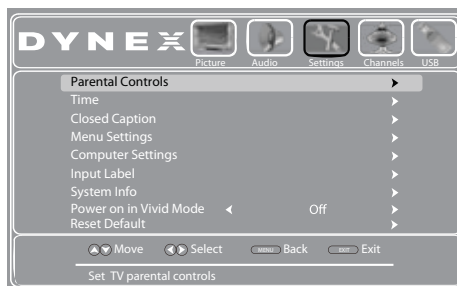 DYNEX
Picture Audio Settings Channels USB
Parental Controls
Time
Closed Caption
Menu Settings
Computer Settings
Input Label
System Info
Power on in Vivid Mode Off
Reset Default
Move Select MENU Back EXIT Exit
Set TV parental controls